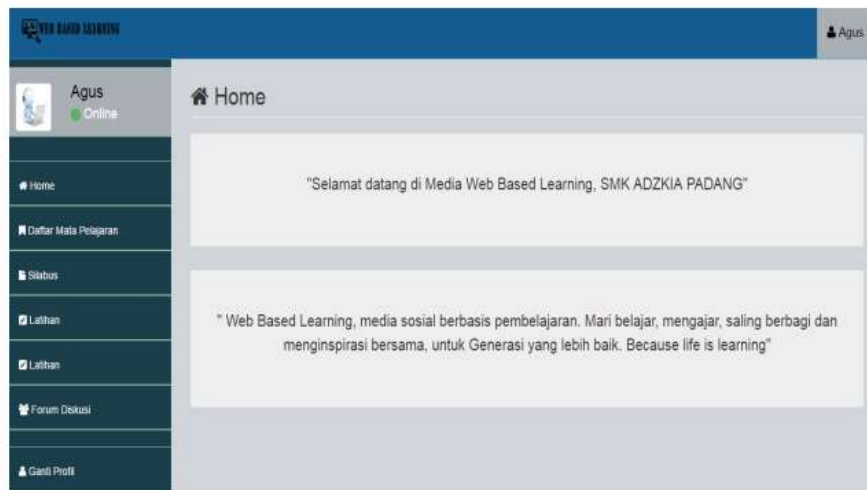 WEB BASED LEARNING
Agus
Agus
Online
Home
Daftar Mata Pelajaran
Silabus
Latihan
Latihan
Forum Diskusi
Ganti Profil
Home
"Selamat datang di Media Web Based Learning, SMK ADZKIA PADANG"
" Web Based Learning, media sosial berbasis pembelajaran. Mari belajar, mengajar, saling berbagi dan
menginspirasi bersama, untuk Generasi yang lebih baik. Because life is learning"